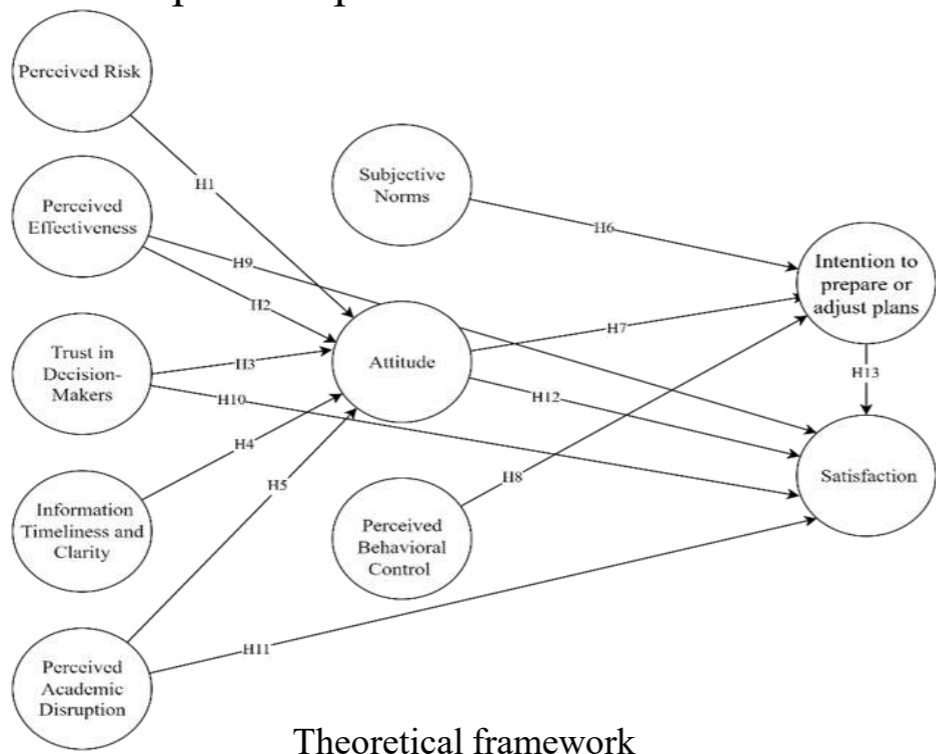 Perceived Risk
Perceived
Effectiveness
Trust in
Decision-
Makers
Information
Timeliness and
Clarity
Perceived
Academic
Disruption
H1
H9
H2
H3
H10
H4
H5
H11
Subjective
Norms
Attitude
Perceived
Behavioral
Control
H6
H7
H12
H8
Intention to
prepare or
adjust plans
H13
Satisfaction
Theoretical framework